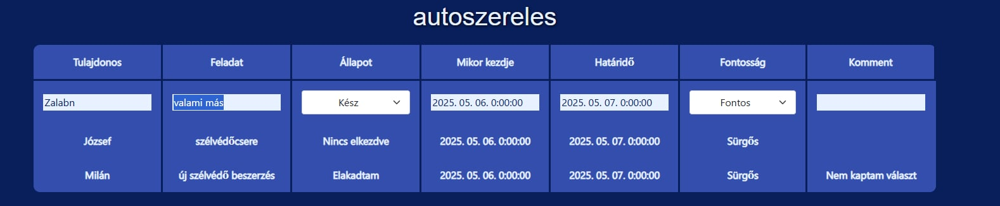 autoszereles
Tulajdonos Feladat Állapot Mikor kezdje Határidő Fontosság Komment
Zalabn valami más Kész 2025. 05. 06. 0:00:00 2025. 05. 07. 0:00:00 Fontos
József szélvédőcsere Nincs elkezdve 2025. 05. 06. 0:00:00 2025. 05. 07. 0:00:00 Sürgős
Milán új szélvédő beszerzés Elakadtam 2025. 05. 06. 0:00:00 2025. 05. 07. 0:00:00 Sürgős Nem kaptam választ